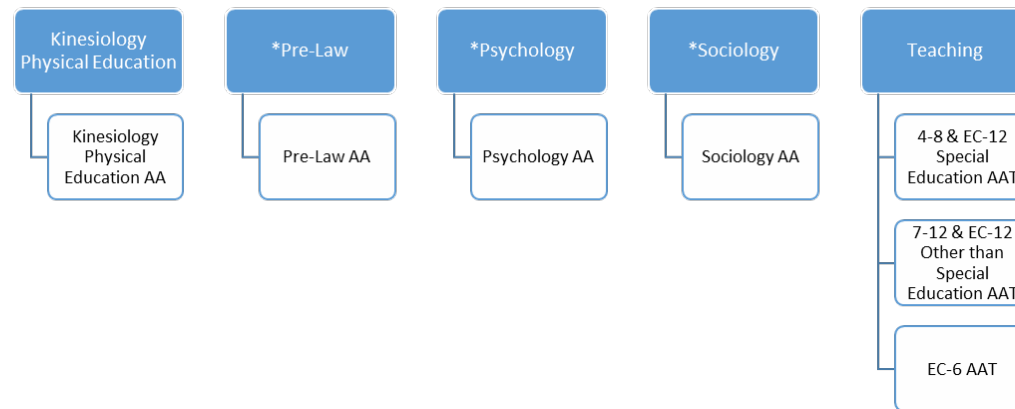 Kinesiology
Physical Education
*Pre-Law
*Psychology
*Sociology
Teaching
Kinesiology
Physical
Education AA
Pre-Law AA
Psychology AA
Sociology AA
4-8 & EC-12
Special
Education AAT
7-12 & EC-12
Other than
Special
Education AAT
EC-6 AAT